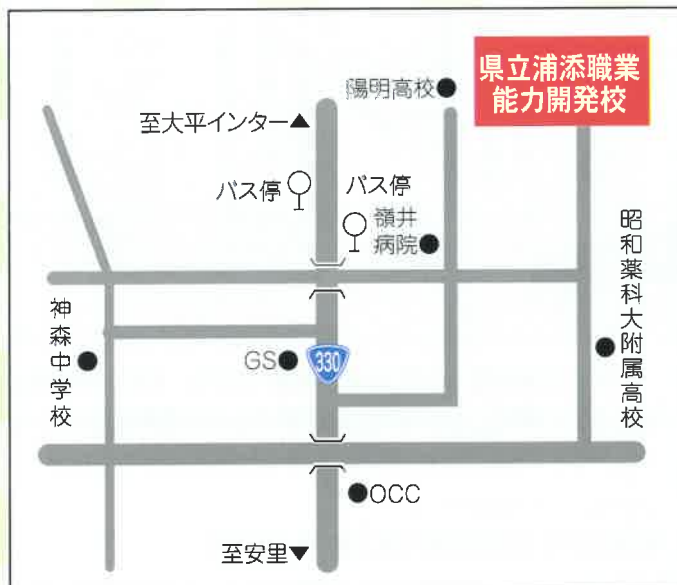 県立浦添職業
能力開発校
陽明高校
至大平インター▲
バス停
バス停
嶺井
病院
昭和薬科大附属高校
神森中学校
GS
330
OCC
至安里▼